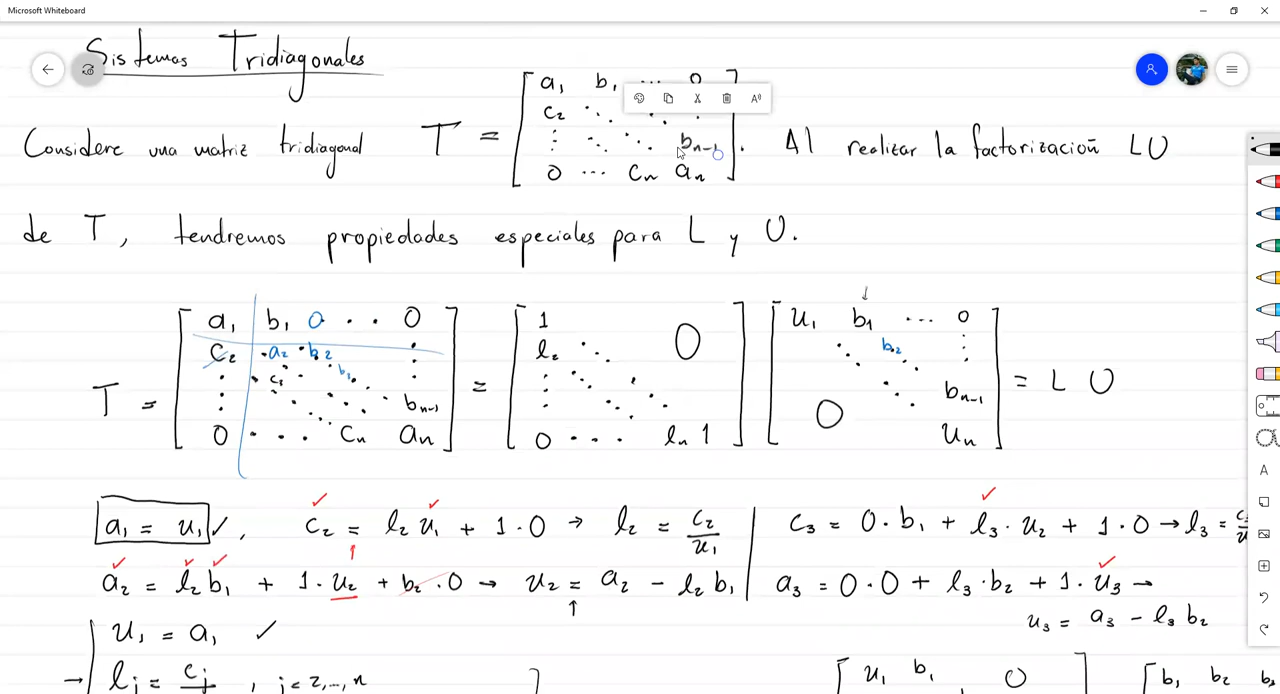 Microsoft Whiteboard
Sistemas Tridiagonales
Considere una matriz tridiagonal T = [ a₁ b₁ ... 0 ; c₂ ⋱ ⋱ ⋮ ; ⋮ ⋱ ⋱ bₙ₋₁ ; 0 ... cₙ aₙ ] . Al realizar la factorización LU
de T, tendremos propiedades especiales para L y U.
T = [ a₁ b₁ 0 · · 0 ; c₂ a₂ b₂ ; c₃ b₃ ; bₙ₋₁ ; 0 · · · cₙ aₙ ] = [ 1 0 ; l₂ ; 0 · · · lₙ 1 ] [ u₁ b₁ ... 0 ; b₂ ; bₙ₋₁ ; 0 uₙ ] = L U
a₁ = u₁ ✓, c₂ = l₂ u₁ + 1·0 → l₂ = c₂/u₁ | c₃ = 0·b₁ + l₃·u₂ + 1·0 → l₃ =
a₂ = l₂ b₁ + 1·u₂ + b₂·0 → u₂ = a₂ − l₂ b₁ | a₃ = 0·0 + l₃·b₂ + 1·u₃ →
u₃ = a₃ − l₃ b₂
u₁ = a₁ ✓
→ lⱼ = cⱼ , j = 2,...,n [ u₁ b₁ 0 ] [ b₁ b₂